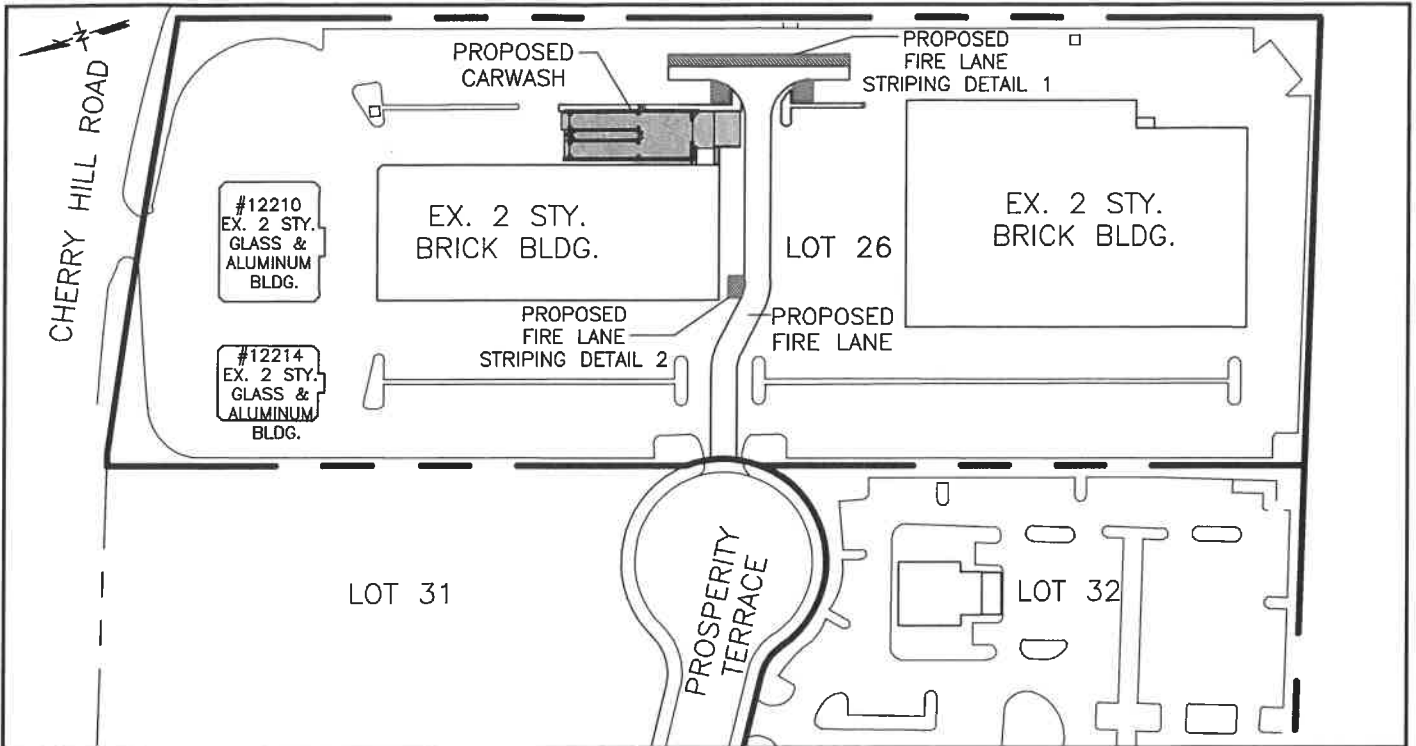 N
CHERRY HILL ROAD
PROPOSED
CARWASH
PROPOSED
FIRE LANE
STRIPING DETAIL 1
#12210
EX. 2 STY.
GLASS &
ALUMINUM
BLDG.
EX. 2 STY.
BRICK BLDG.
LOT 26
EX. 2 STY.
BRICK BLDG.
PROPOSED
FIRE LANE
STRIPING DETAIL 2
PROPOSED
FIRE LANE
#12214
EX. 2 STY.
GLASS &
ALUMINUM
BLDG.
LOT 31
PROSPERITY
TERRACE
LOT 32